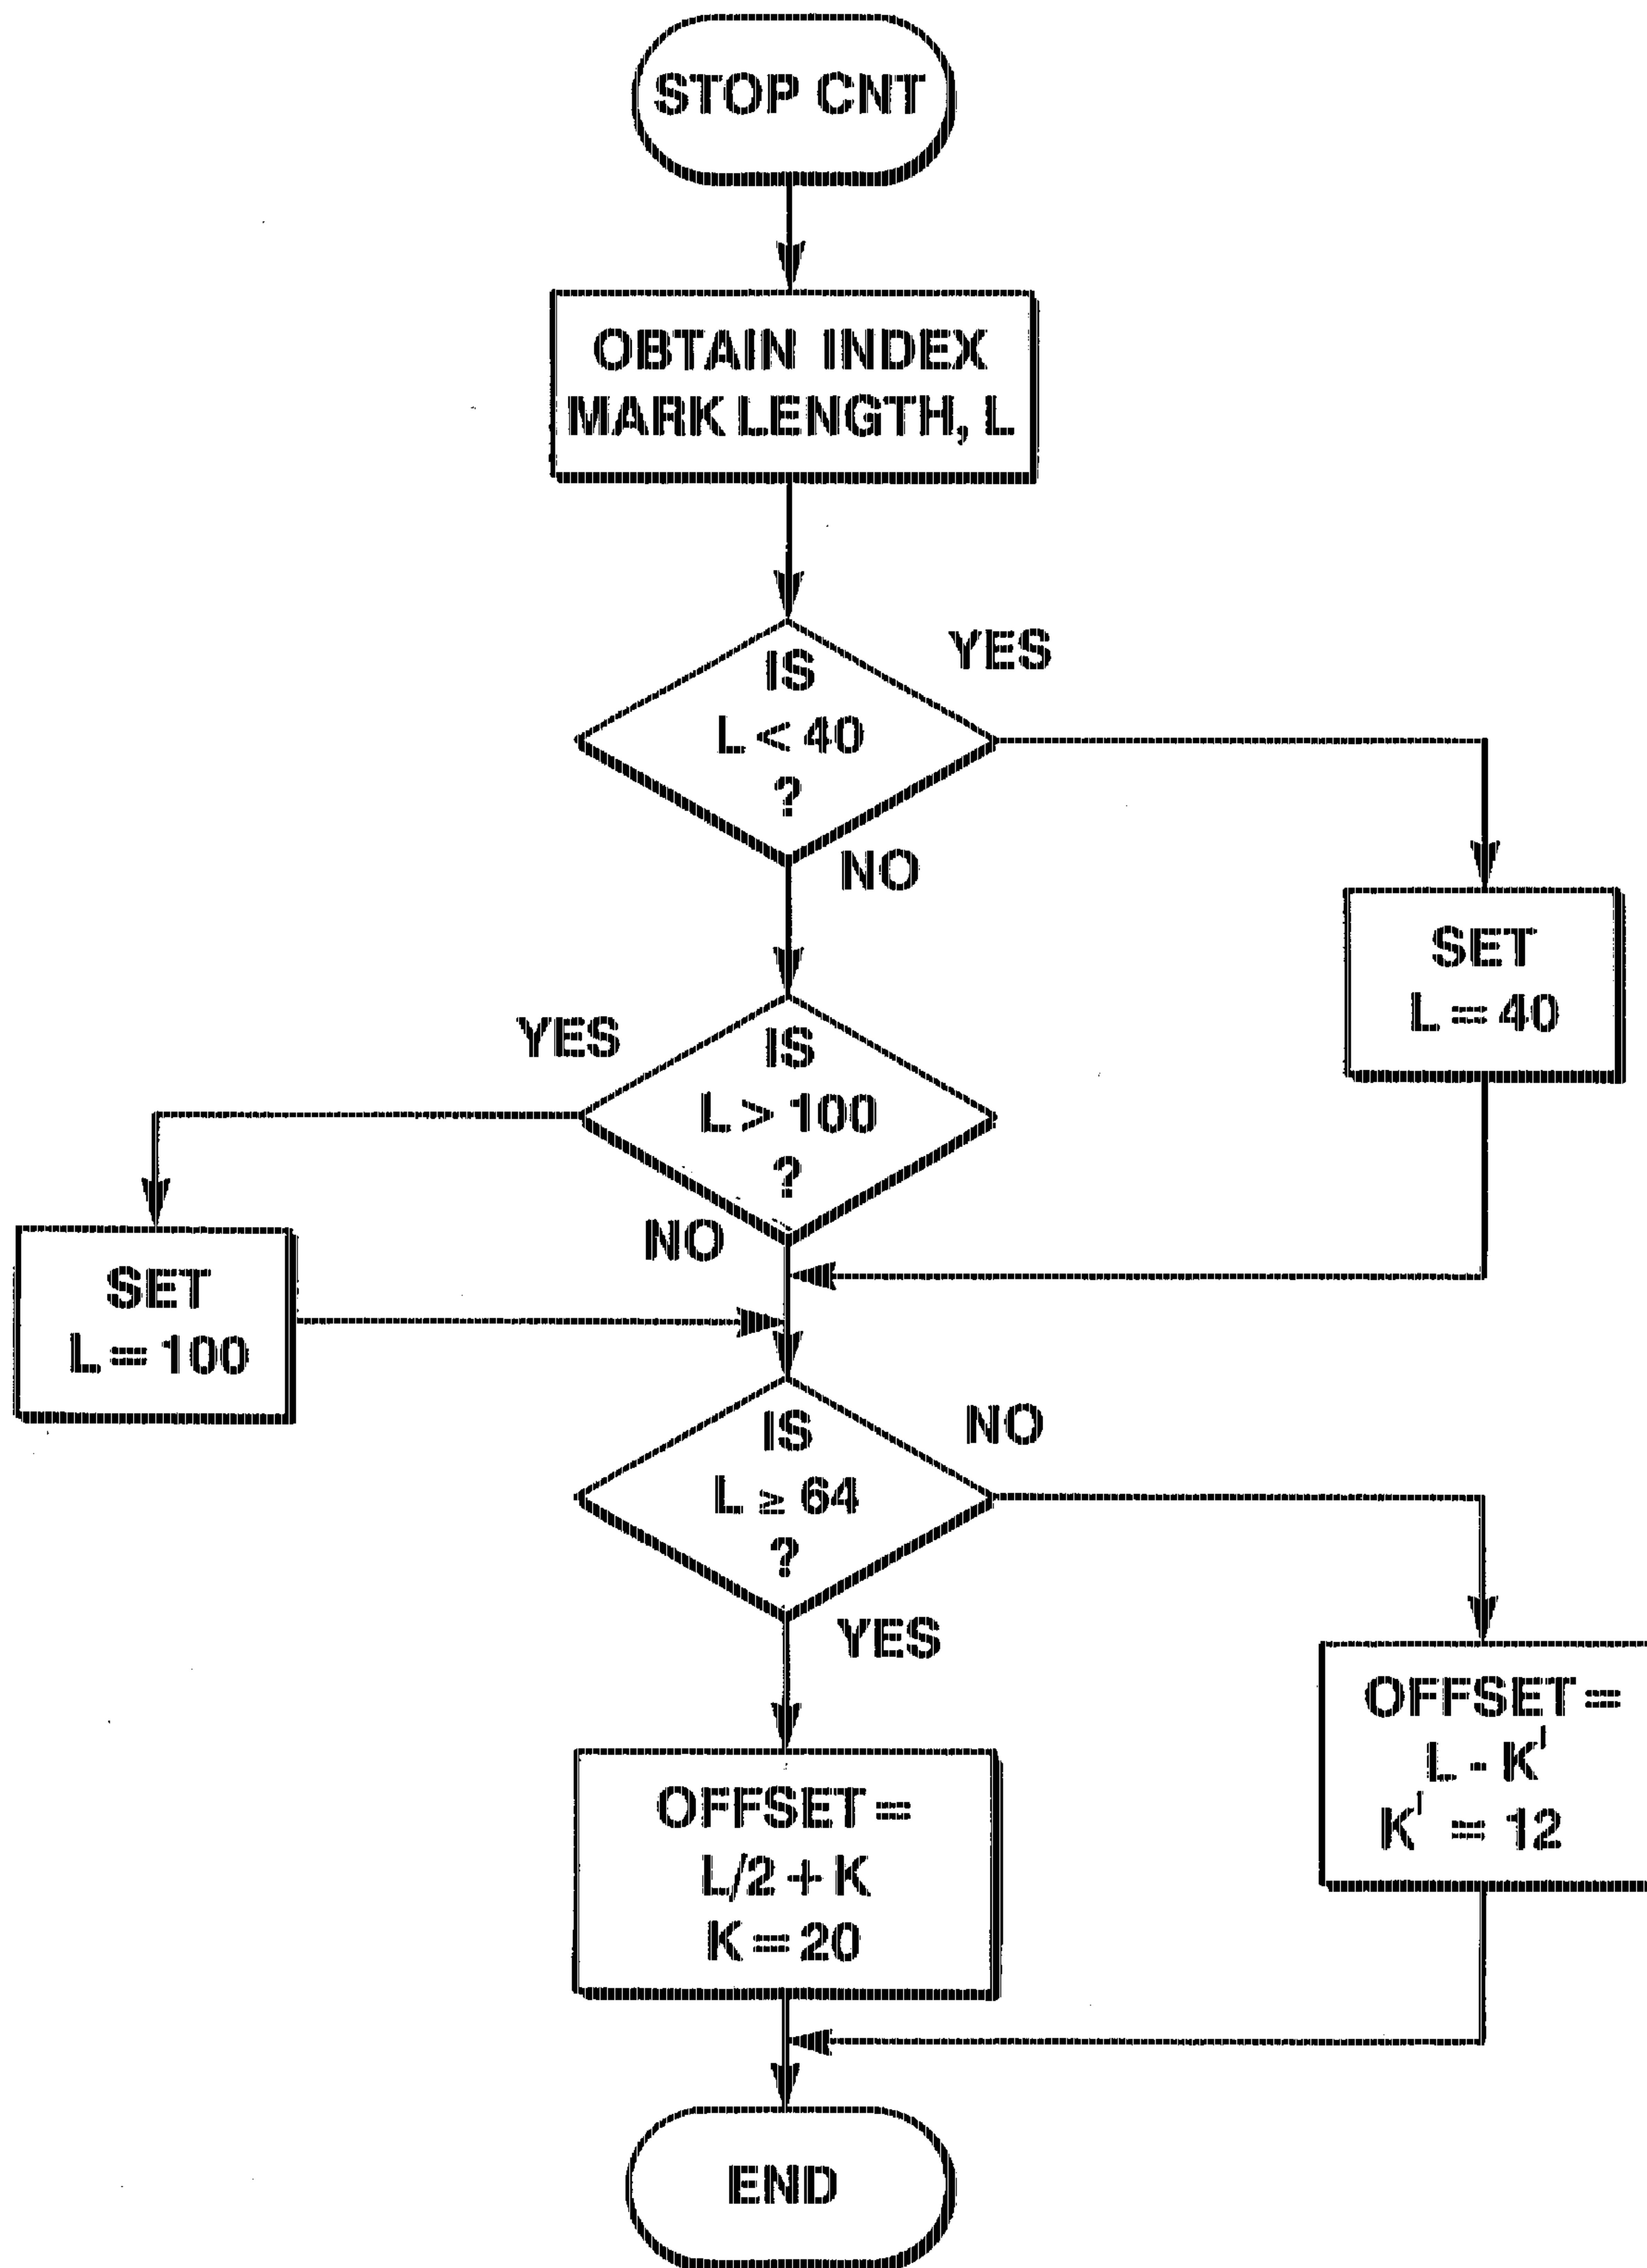 STOP CNT
OBTAIN INDEX
MARK LENGTH, L
IS
L < 40
?
YES
NO
SET
L = 40
IS
L > 100
?
YES
NO
SET
L = 100
IS
L ≥ 64
?
NO
YES
OFFSET =
L - K'
K' = 12
OFFSET =
L/2 + K
K = 20
END